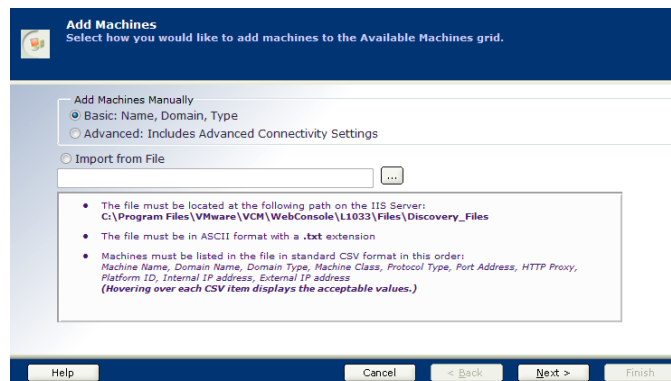 Add Machines
Select how you would like to add machines to the Available Machines grid.
Add Machines Manually
Basic: Name, Domain, Type
Advanced: Includes Advanced Connectivity Settings
Import from File
...
• The file must be located at the following path on the IIS Server:
C:\Program Files\VMware\VCM\WebConsole\L1033\Files\Discovery_Files
• The file must be in ASCII format with a .txt extension
• Machines must be listed in the file in standard CSV format in this order:
Machine Name, Domain Name, Domain Type, Machine Class, Protocol Type, Port Address, HTTP Proxy,
Platform ID, Internal IP address, External IP address
(Hovering over each CSV item displays the acceptable values.)
Help
Cancel
< Back
Next >
Finish